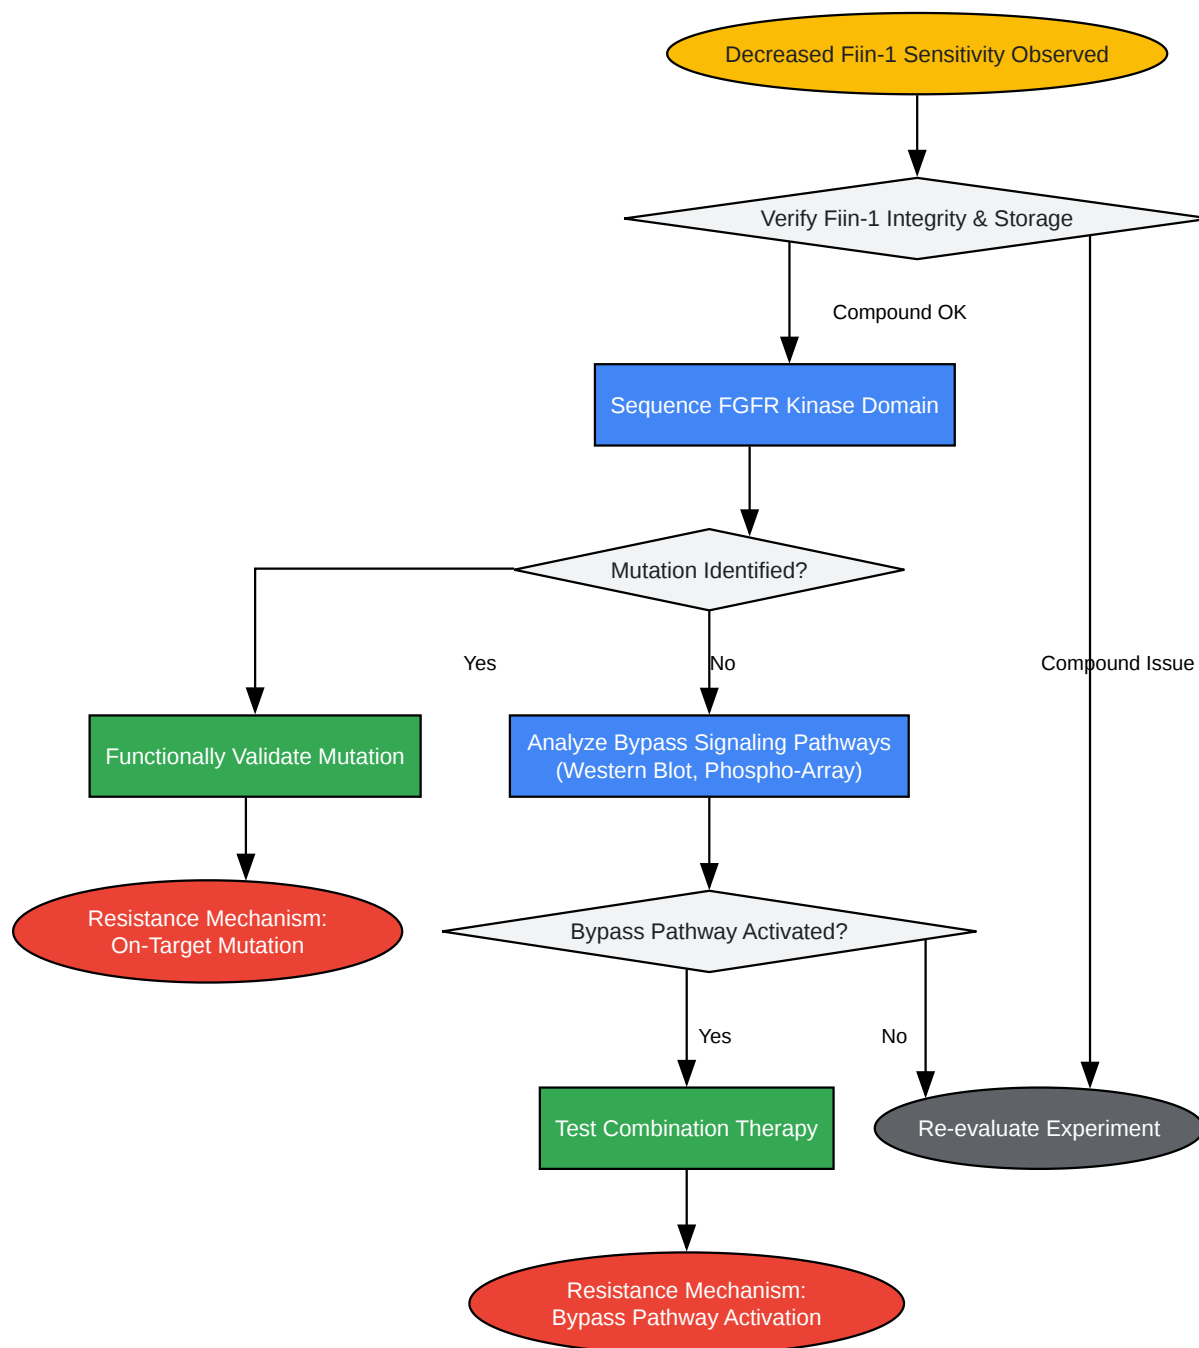 Decreased Fiin-1 Sensitivity Observed
Verify Fiin-1 Integrity & Storage
Compound OK
Sequence FGFR Kinase Domain
Mutation Identified?
Yes
No
Compound Issue
Functionally Validate Mutation
Analyze Bypass Signaling Pathways
(Western Blot, Phospho-Array)
Resistance Mechanism:
On-Target Mutation
Bypass Pathway Activated?
Yes
No
Test Combination Therapy
Re-evaluate Experiment
Resistance Mechanism:
Bypass Pathway Activation